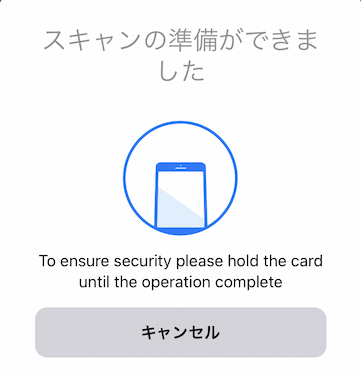 スキャンの準備ができま
した
To ensure security please hold the card
until the operation complete
キャンセル